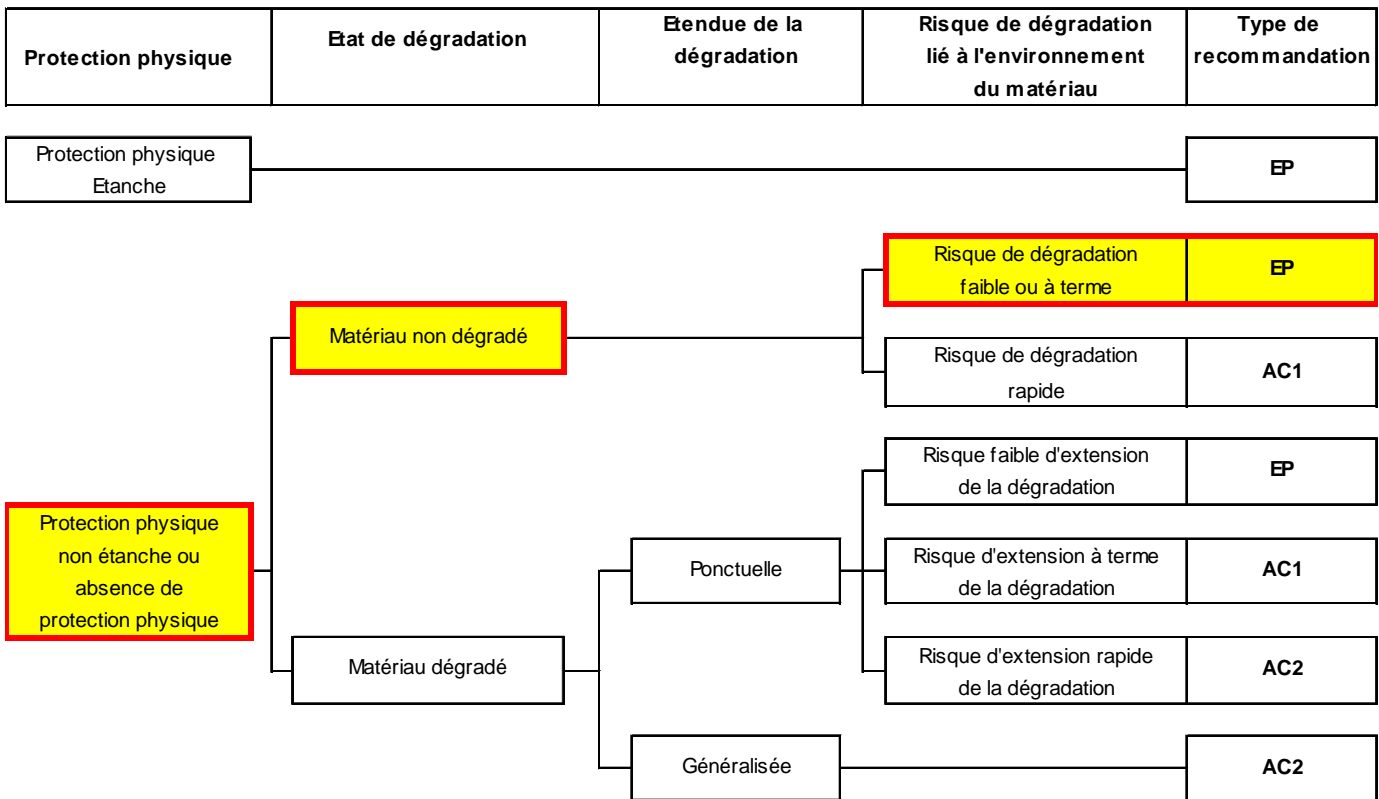 Protection physique
Etat de dégradation
Etendue de la
dégradation
Risque de dégradation
lié à l'environnement
du matériau
Type de
recommandation
Protection physique
Etanche
EP
Risque de dégradation
faible ou à terme
EP
Matériau non dégradé
Risque de dégradation
rapide
AC1
Risque faible d'extension
de la dégradation
EP
Protection physique
non étanche ou
absence de
protection physique
Ponctuelle
Risque d'extension à terme
de la dégradation
AC1
Matériau dégradé
Risque d'extension rapide
de la dégradation
AC2
Généralisée
AC2